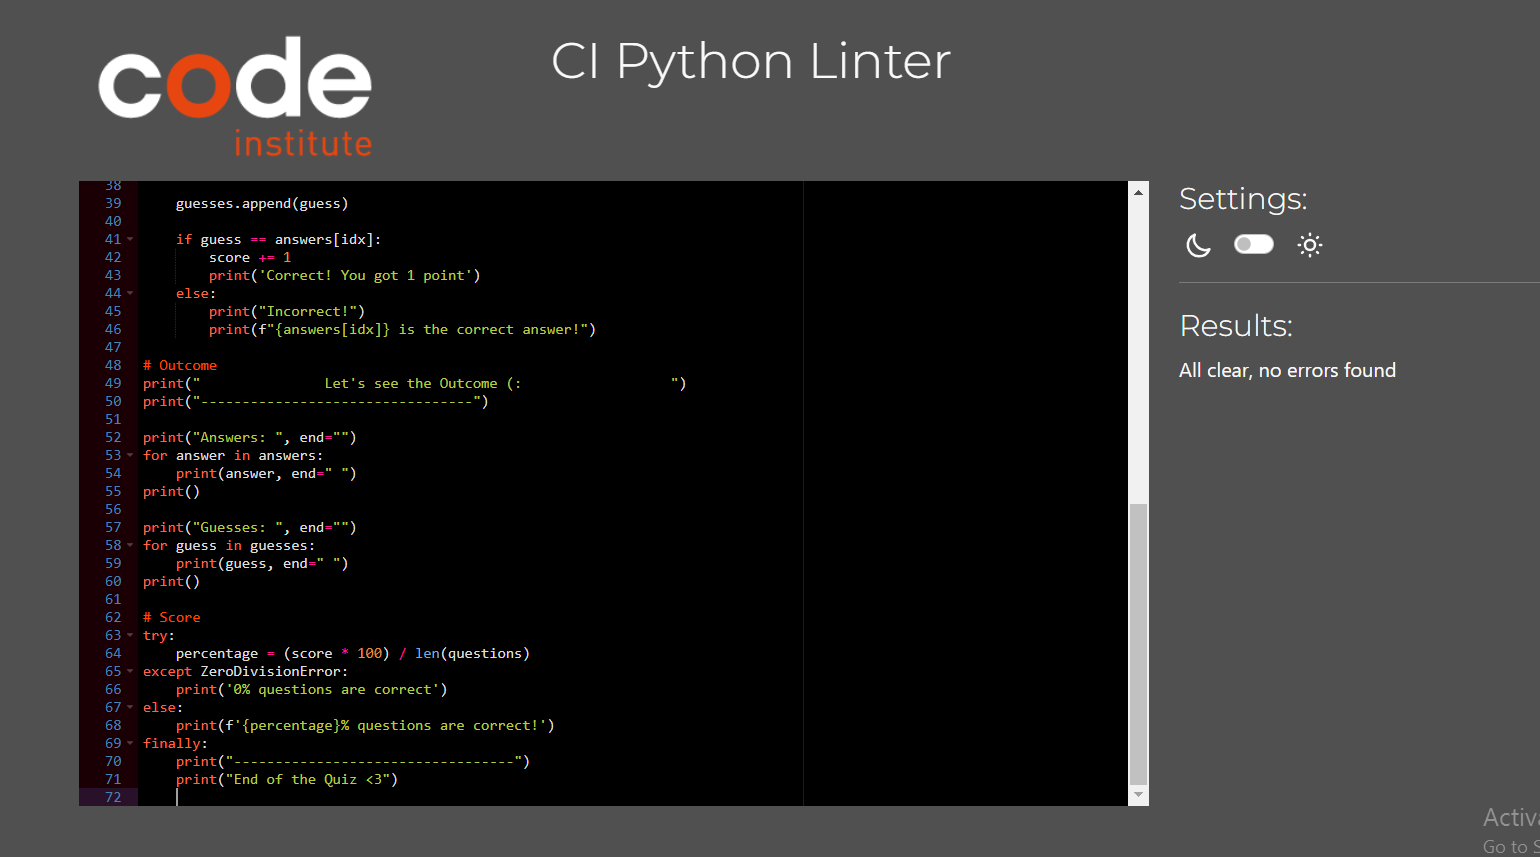 code
institute
CI Python Linter
38
39     guesses.append(guess)
40
41     if guess == answers[idx]:
42         score += 1
43         print('Correct! You got 1 point')
44     else:
45         print("Incorrect!")
46         print(f"{answers[idx]} is the correct answer!")
47
48 # Outcome
49 print("               Let's see the Outcome (:                  ")
50 print("---------------------------------")
51
52 print("Answers: ", end="")
53 for answer in answers:
54     print(answer, end=" ")
55 print()
56
57 print("Guesses: ", end="")
58 for guess in guesses:
59     print(guess, end=" ")
60 print()
61
62 # Score
63 try:
64     percentage = (score * 100) / len(questions)
65 except ZeroDivisionError:
66     print('0% questions are correct')
67 else:
68     print(f'{percentage}% questions are correct!')
69 finally:
70     print("----------------------------------")
71     print("End of the Quiz <3")
72
Settings:
Results:
All clear, no errors found
Go to